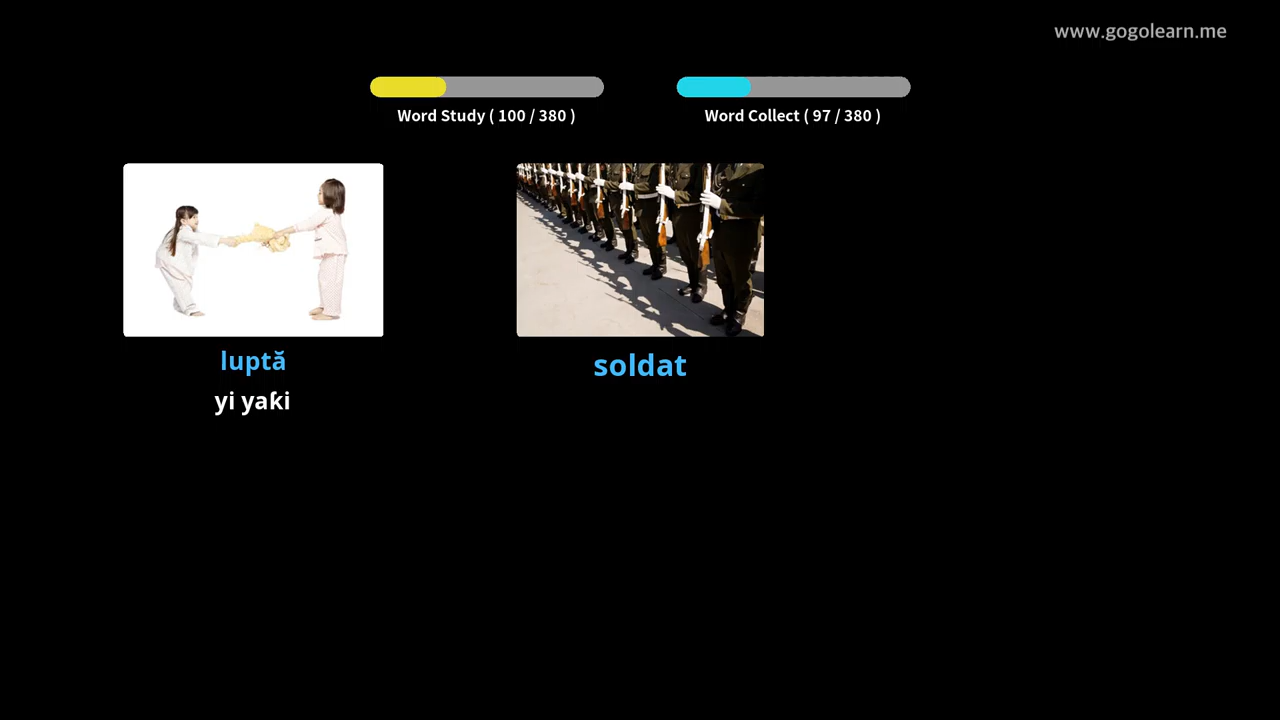 www.gogolearn.me
Word Study ( 100 / 380 )
Word Collect ( 97 / 380 )
luptă
yi yaƙi
soldat